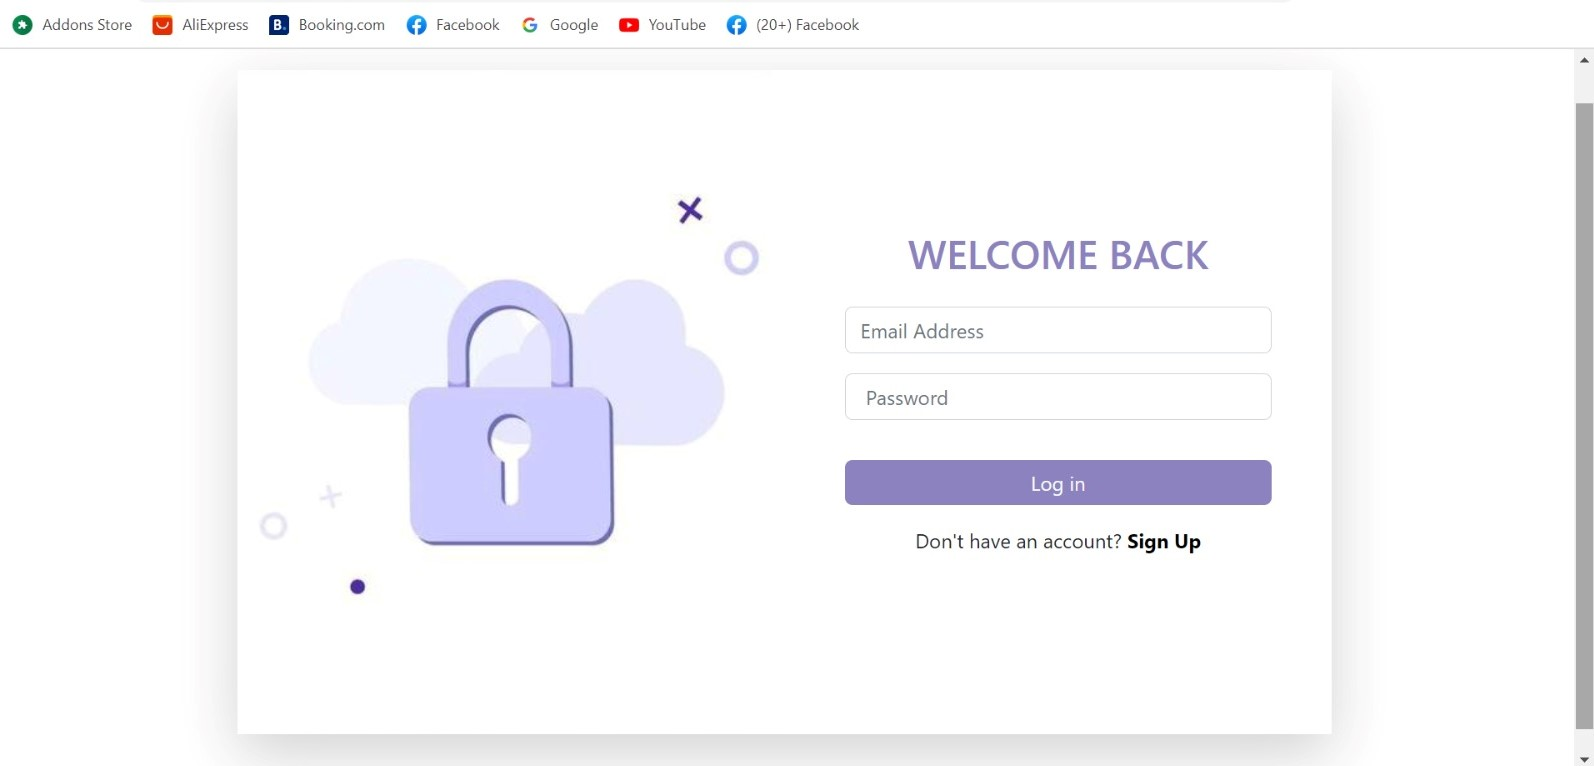 Addons Store AliExpress B. Booking.com Facebook Google YouTube (20+) Facebook
WELCOME BACK
Email Address
Password
Log in
Don't have an account? Sign Up